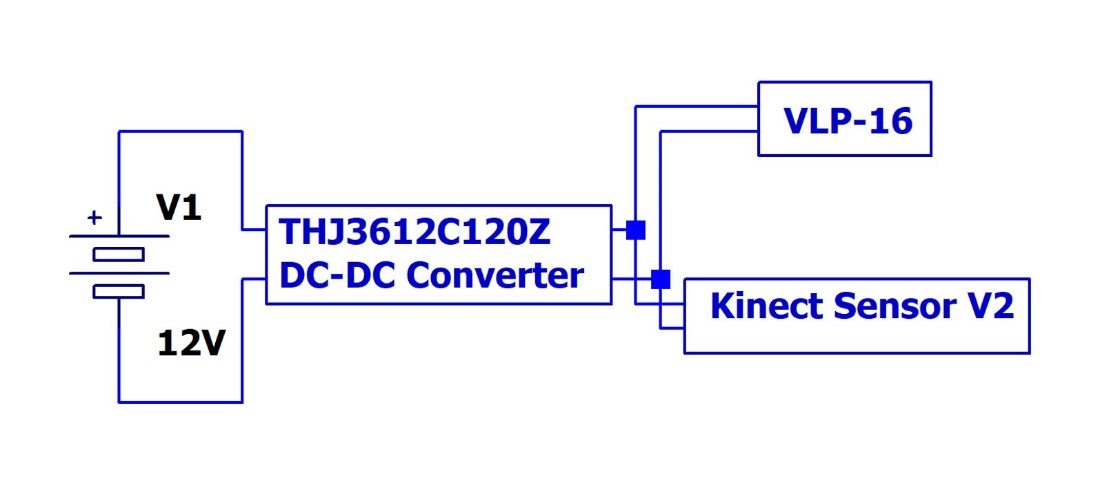 VLP-16
+
V1
THJ3612C120Z
DC-DC Converter
Kinect Sensor V2
12V